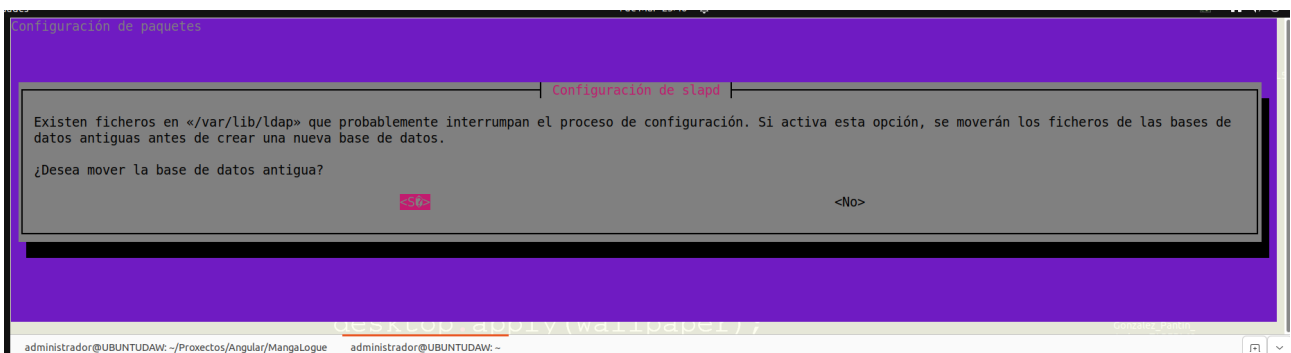 Configuración de paquetes
Configuración de slapd
Existen ficheros en «/var/lib/ldap» que probablemente interrumpan el proceso de configuración. Si activa esta opción, se moverán los ficheros de las bases de
datos antiguas antes de crear una nueva base de datos.
¿Desea mover la base de datos antigua?
<S�> <No>
desktop.apply(wallpaper);
Gonzalez_Pantin_
administrador@UBUNTUDAW: ~/Proxectos/Angular/MangaLogue administrador@UBUNTUDAW: ~